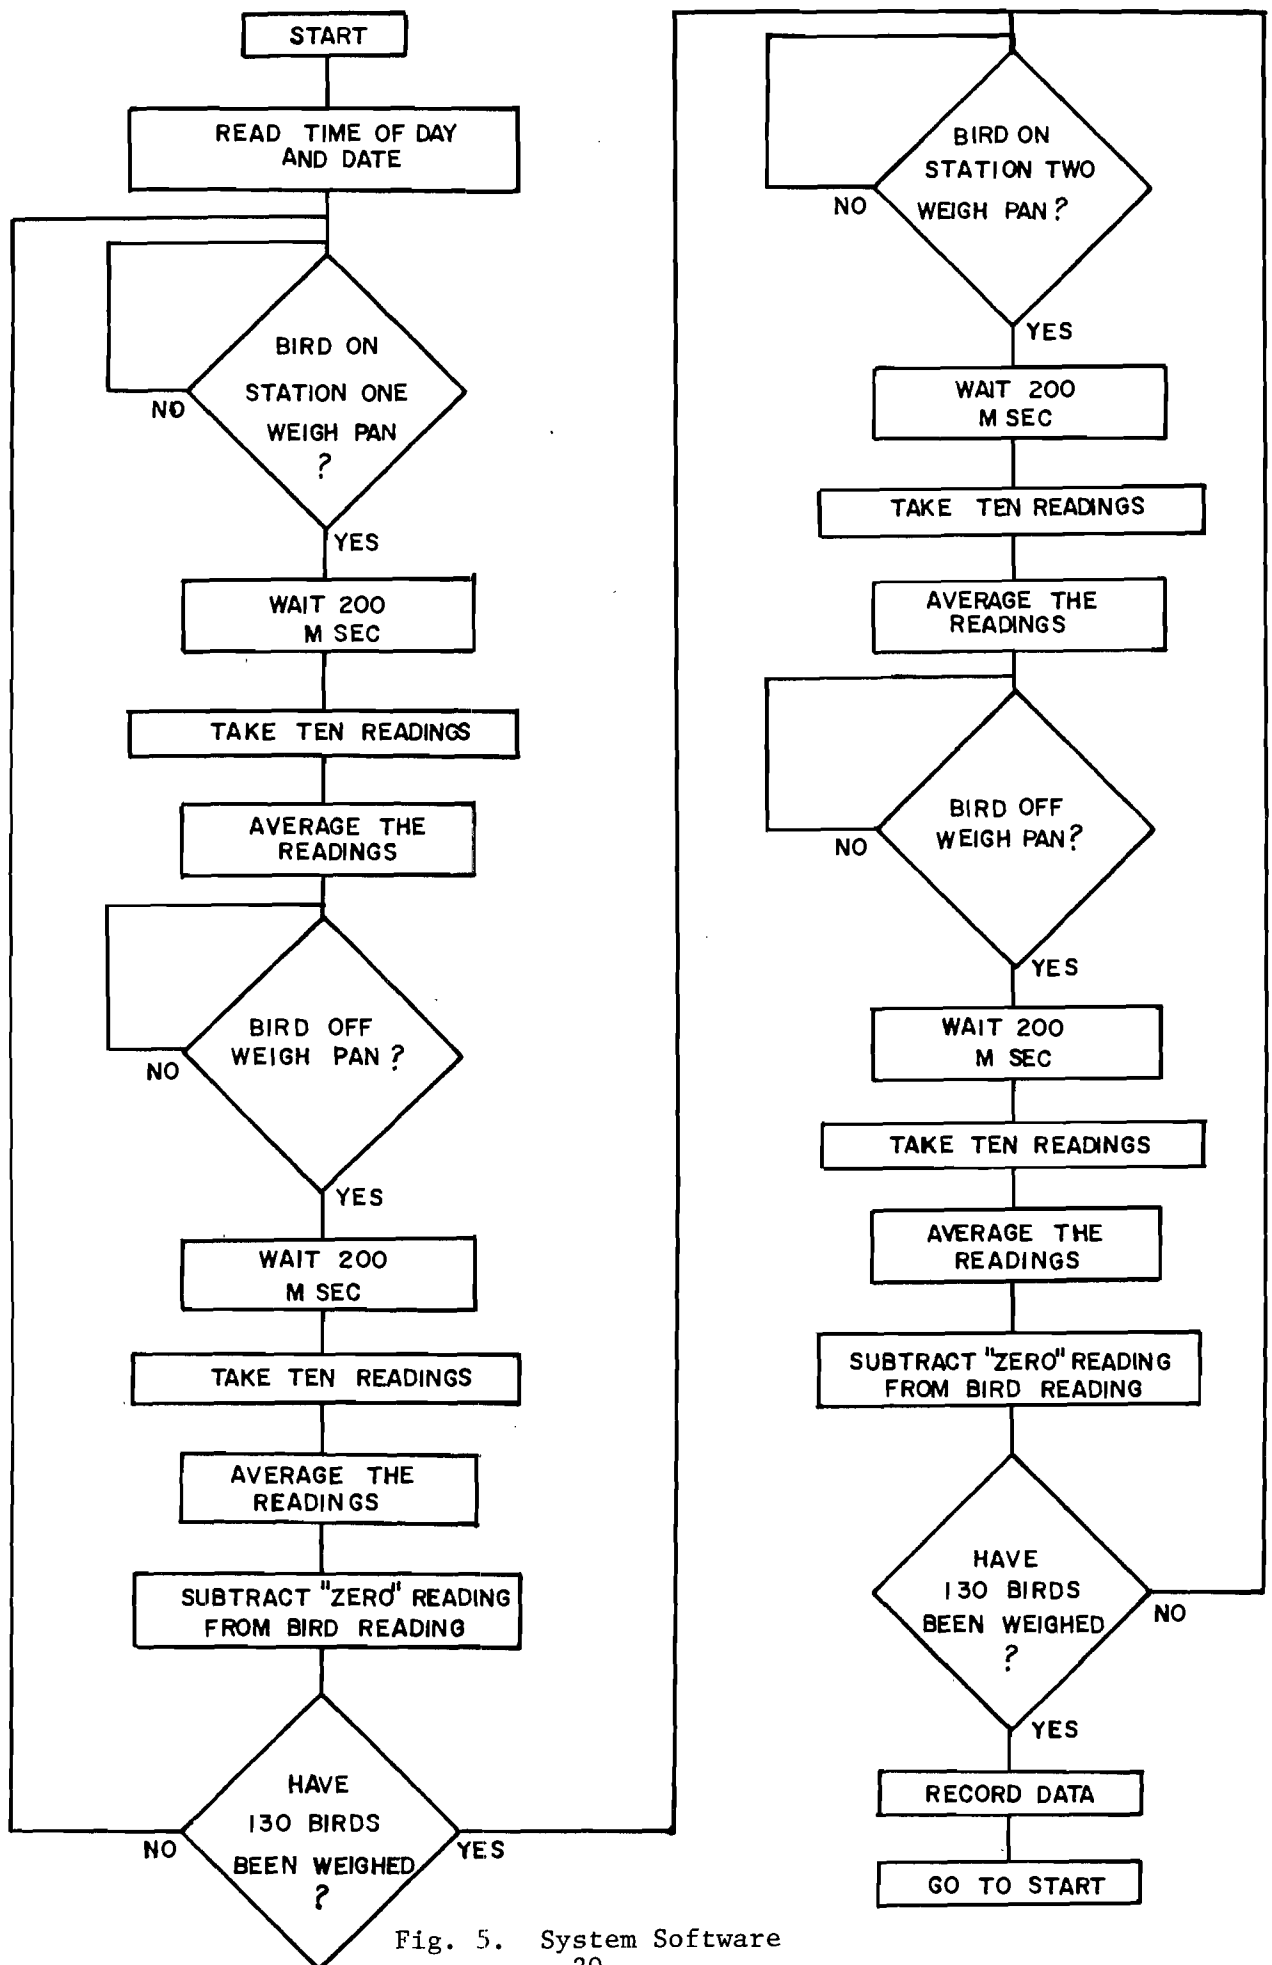 START
READ TIME OF DAY
AND DATE
BIRD ON
STATION ONE
WEIGH PAN
?
NO
YES
WAIT 200
M SEC
TAKE TEN READINGS
AVERAGE THE
READINGS
BIRD OFF
WEIGH PAN?
NO
YES
WAIT 200
M SEC
TAKE TEN READINGS
AVERAGE THE
READINGS
SUBTRACT "ZERO" READING
FROM BIRD READING
HAVE
130 BIRDS
BEEN WEIGHED
?
NO
YES
BIRD ON
STATION TWO
WEIGH PAN?
NO
YES
WAIT 200
M SEC
TAKE TEN READINGS
AVERAGE THE
READINGS
BIRD OFF
WEIGH PAN?
NO
YES
WAIT 200
M SEC
TAKE TEN READINGS
AVERAGE THE
READINGS
SUBTRACT "ZERO" READING
FROM BIRD READING
HAVE
130 BIRDS
BEEN WEIGHED
?
NO
YES
RECORD DATA
GO TO START
Fig. 5. System Software